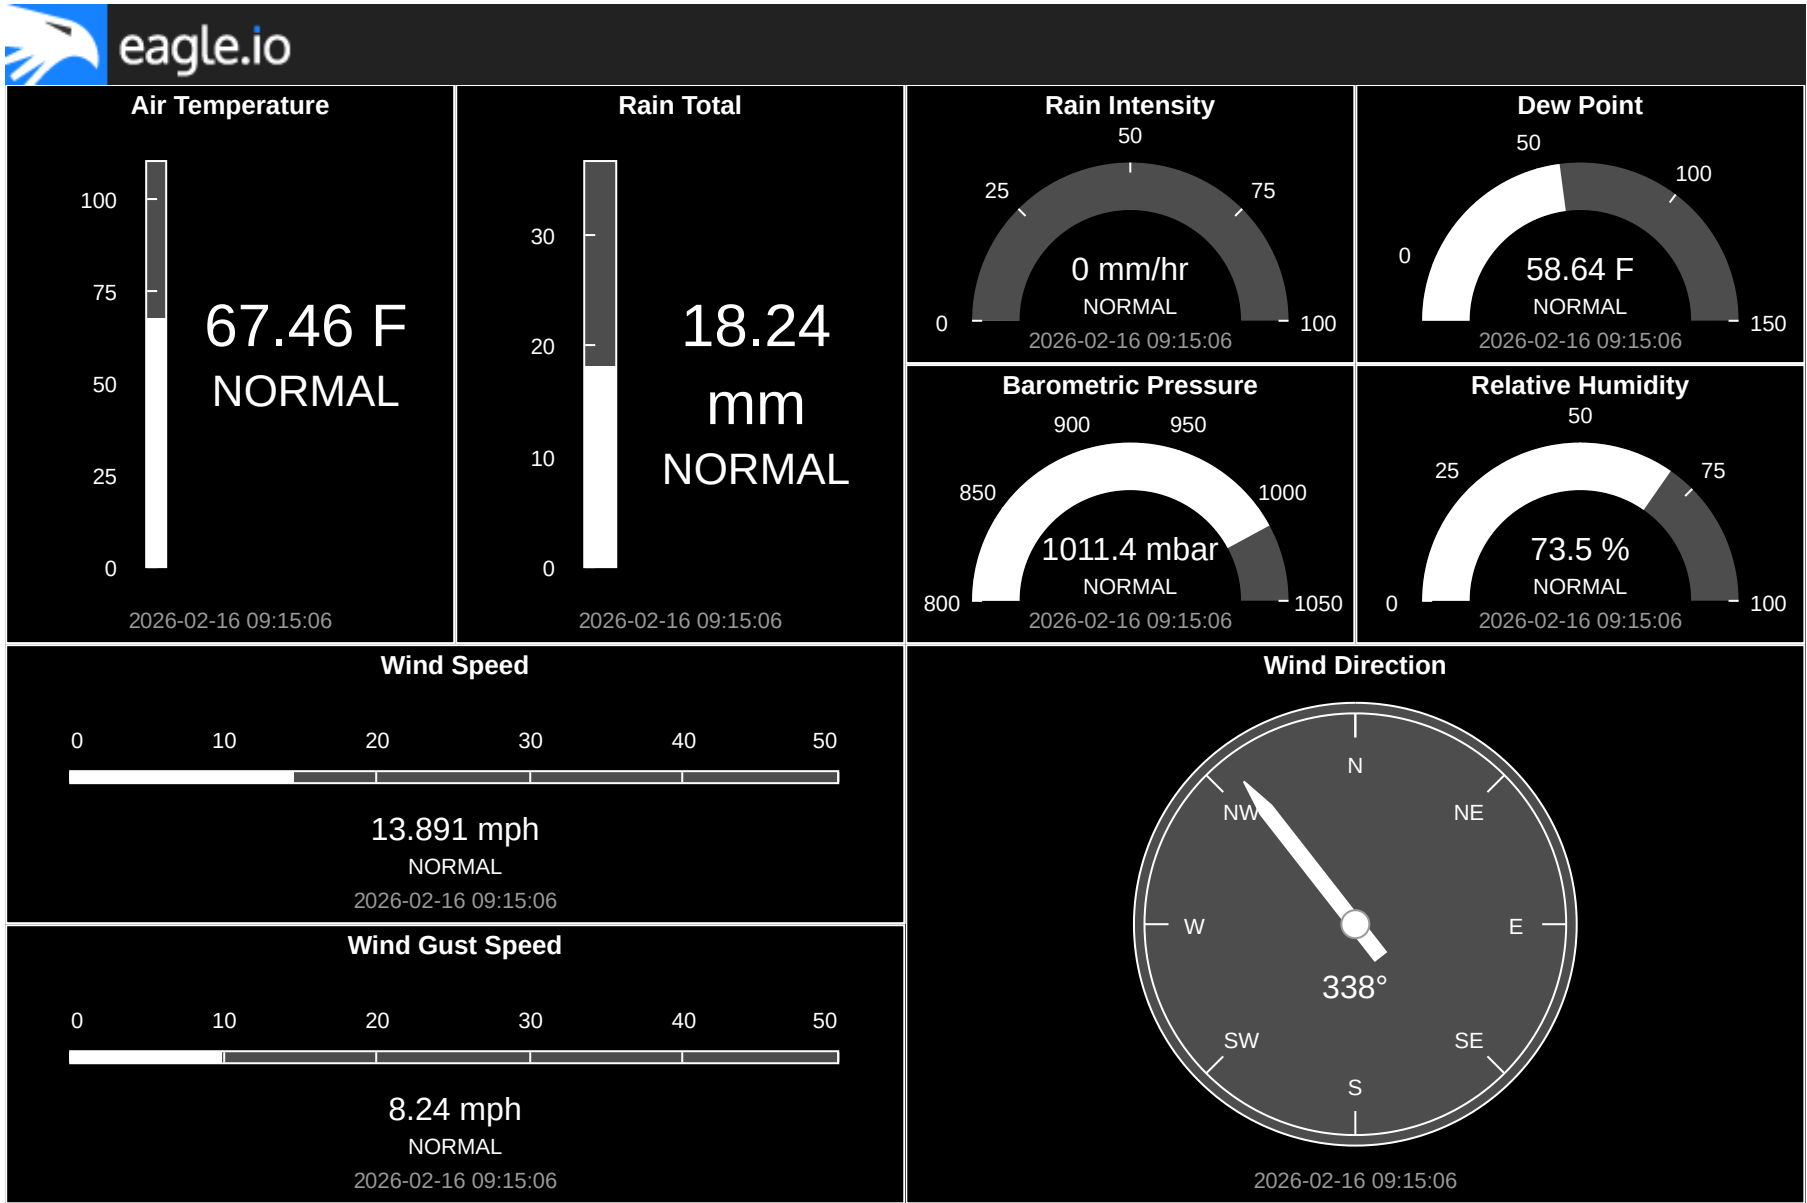 eagle.io
Air Temperature
100
75
50
25
0
67.46 F
NORMAL
2026-02-16 09:15:06
Rain Total
30
20
10
0
18.24
mm
NORMAL
2026-02-16 09:15:06
Rain Intensity
0
25
50
75
100
0 mm/hr
NORMAL
2026-02-16 09:15:06
Dew Point
0
50
100
150
58.64 F
NORMAL
2026-02-16 09:15:06
Barometric Pressure
800
850
900
950
1000
1050
1011.4 mbar
NORMAL
2026-02-16 09:15:06
Relative Humidity
0
25
50
75
100
73.5 %
NORMAL
2026-02-16 09:15:06
Wind Speed
0 10 20 30 40 50
13.891 mph
NORMAL
2026-02-16 09:15:06
Wind Gust Speed
0 10 20 30 40 50
8.24 mph
NORMAL
2026-02-16 09:15:06
Wind Direction
N
NW NE
W E
338°
SW SE
S
2026-02-16 09:15:06